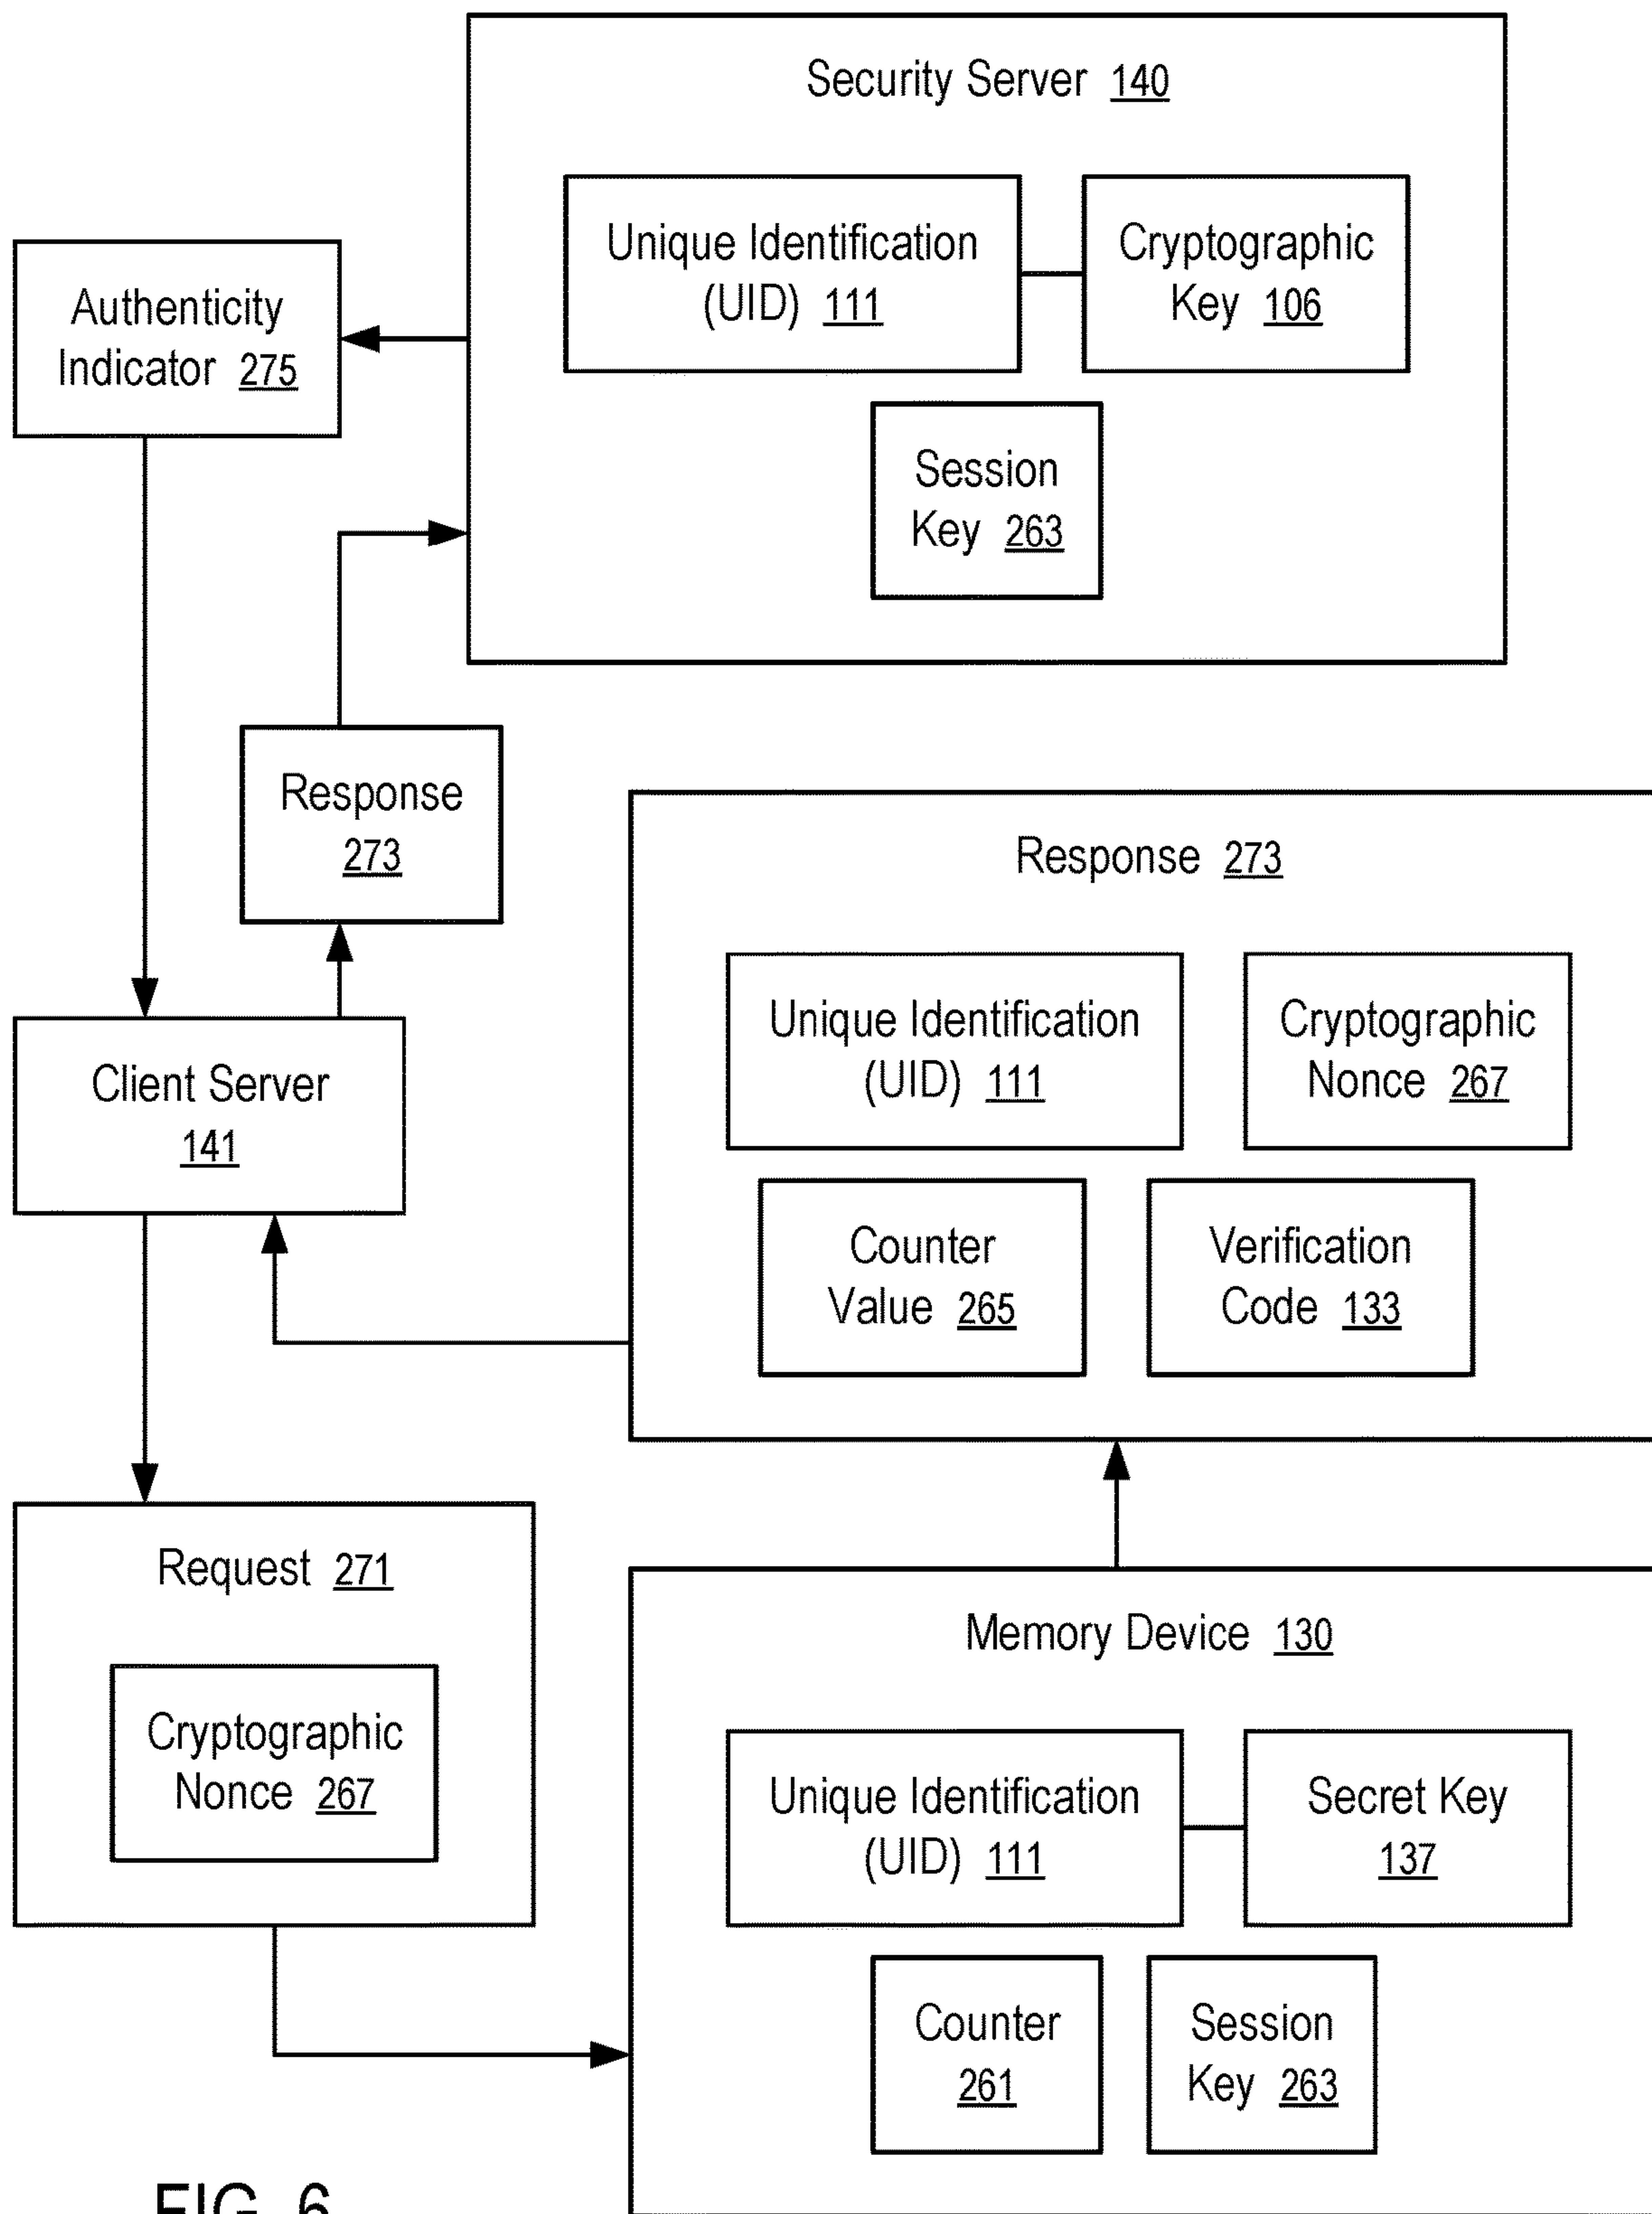 Security Server 140
Unique Identification
(UID) 111
Cryptographic
Key 106
Session
Key 263
Authenticity
Indicator 275
Response
273
Client Server
141
Response 273
Unique Identification
(UID) 111
Cryptographic
Nonce 267
Counter
Value 265
Verification
Code 133
Request 271
Cryptographic
Nonce 267
Memory Device 130
Unique Identification
(UID) 111
Secret Key
137
Counter
261
Session
Key 263
FIG. 6